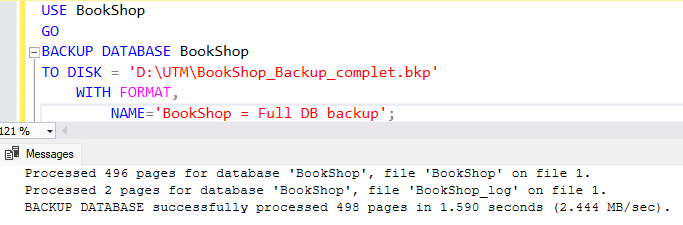 USE BookShop
GO
BACKUP DATABASE BookShop
TO DISK = 'D:\UTM\BookShop_Backup_complet.bkp'
WITH FORMAT,
NAME='BookShop = Full DB backup';
121 %
Messages
Processed 496 pages for database 'BookShop', file 'BookShop' on file 1.
Processed 2 pages for database 'BookShop', file 'BookShop_log' on file 1.
BACKUP DATABASE successfully processed 498 pages in 1.590 seconds (2.444 MB/sec).